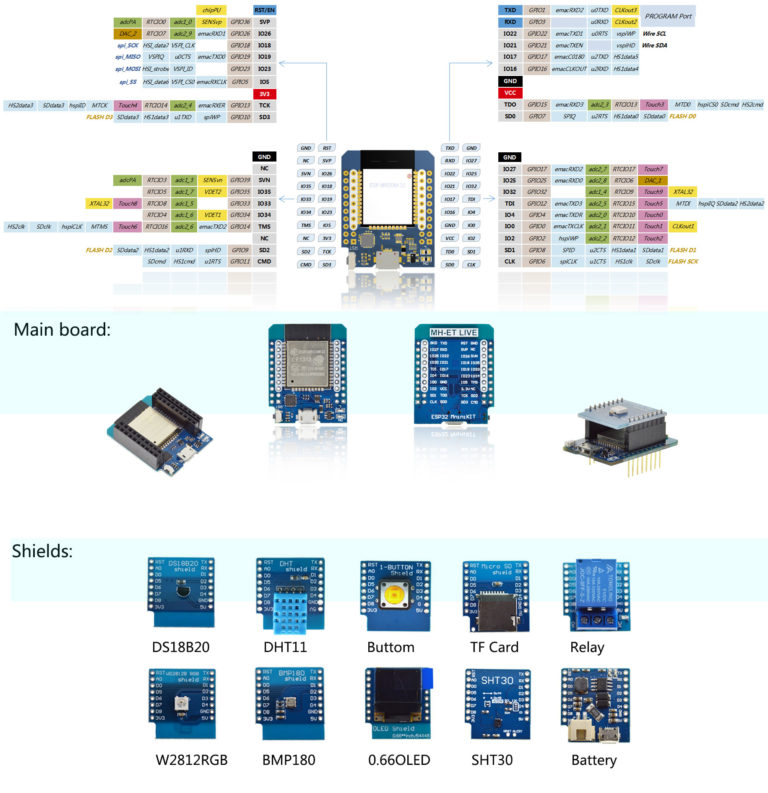 chipPU RST/EN
adcPA RTCIO0 adc1_0 SENSvp GPIO36 SVP
DAC_2 RTCIO7 adc2_9 emacRXD1 GPIO26 IO26
spi_SCK HSI_data7 VSPI_CLK GPIO18 IO18
spi_MISO VSPIQ u0CTS emacTXD0 GPIO19 IO19
spi_MOSI HSI_strobe VSPI_ID GPIO23 IO23
spi_SS HSI_data6 VSPI_CS0 emacRXCLK GPIO5 IO5
3V3
HS2data3 SDdata3 hspiID MTCK Touch4 RTCIO14 adc2_4 emacRXER GPIO13 TCK
FLASH D3 SDdata3 HS1data3 u1TXD spiWP GPIO10 SD3
TXD GPIO1 emacRXD2 u0TXD CLKout3
RXD GPIO3 u0RXD CLKout2
PROGRAM Port
IO22 GPIO22 emacTXD1 u0RTS vspiWP Wire SCL
IO21 GPIO21 emacTXEN vspiHD Wire SDA
IO17 GPIO17 emacCO180 u2TXD HS1data5
IO16 GPIO16 emacCLKOUT u2RXD HS1data4
GND
VCC
TDO GPIO15 emacRXD3 adc2_3 RTCIO13 Touch3 MTDO hspiCS0 SDcmd HS2cmd
SD0 GPIO7 SPIQ u2RTS HS1data0 SDdata0 FLASH D0
GND
NC
adcPA RTCIO3 adc1_3 SENSvn GPIO39 SVN
RTCIO5 adc1_7 VDET2 GPIO35 IO35
XTAL32 Touch8 RTCIO8 adc1_5 GPIO33 IO33
RTCIO4 adc1_6 VDET1 GPIO34 IO34
HS2clk SDclk hspiCLK MTMS Touch6 RTCIO16 adc2_6 emacTXD2 GPIO14 TMS
NC
FLASH D2 SDdata2 HS1data2 u1RXD spiHD GPIO9 SD2
SDcmd HS1cmd u1RTS GPIO11 CMD
GND RST
NC SVP
SVN IO26
IO35 IO18
IO33 IO19
IO34 IO23
TMS IO5
NC 3V3
SD2 TCK
CMD SD3
TXD GND
RXD IO27
IO22 IO25
IO21 IO32
IO17 TDI
IO16 IO4
GND IO0
VCC IO2
TDO SD1
SD0 CLK
GND
IO27 GPIO27 emacRXD2 adc2_7 RTCIO17 Touch7
IO25 GPIO25 emacRXD0 adc2_8 RTCIO6 DAC_1
IO32 GPIO32 adc1_4 RTCIO9 Touch9 XTAL32
TDI GPIO12 emacTXD3 adc2_5 RTCIO15 Touch5 MTDI hspiIQ SDdata2 HS2data2
IO4 GPIO4 emacTXDR adc2_0 RTCIO10 Touch0
IO0 GPIO0 emacTXCLK adc2_1 RTCIO11 Touch1 CLKout1
IO2 GPIO2 hspiWP adc2_2 RTCIO12 Touch2
SD1 GPIO8 SPID u2CTS HS1data1 SDdata1 FLASH D1
CLK GPIO6 spiCLK u1CTS HS1clk SDclk FLASH SCK
Main board:
MH-ET LIVE
ESP32 MiniKIT
Shields:
DS18B20
shield
DHT
shield
1-BUTTON
Shield
Micro SD
shield
DS18B20
DHT11
Buttom
TF Card
Relay
WS2812B RGB
shield
BMP180
shield
OLED Shield
SHT30
W2812RGB
BMP180
0.66OLED
SHT30
Battery